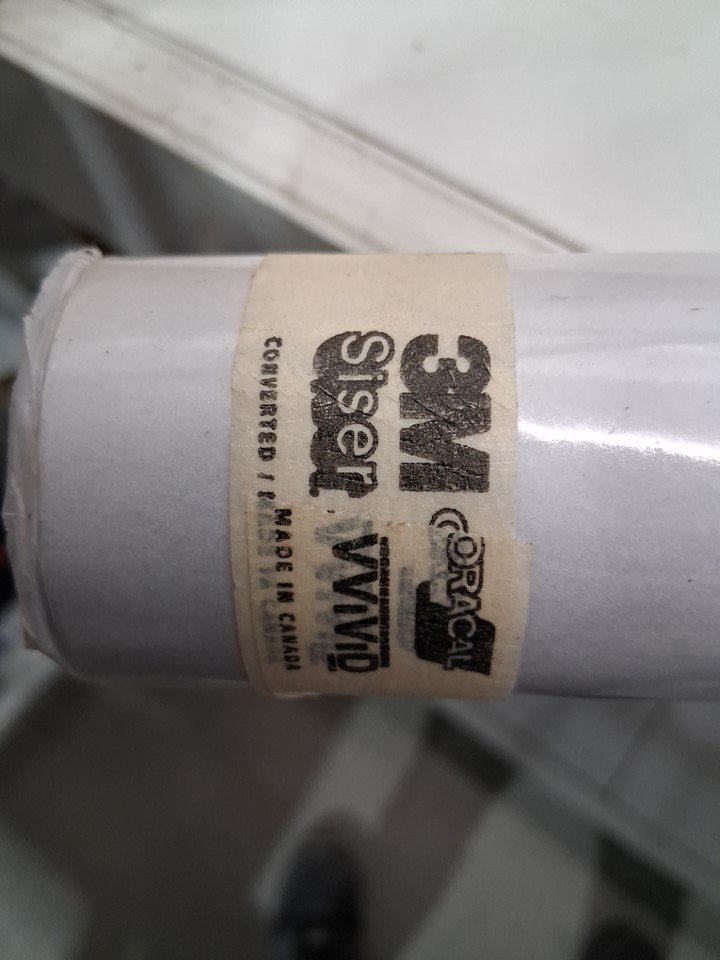 3M ORACAL
Siser VViViD
CONVERTED / MADE IN CANADA